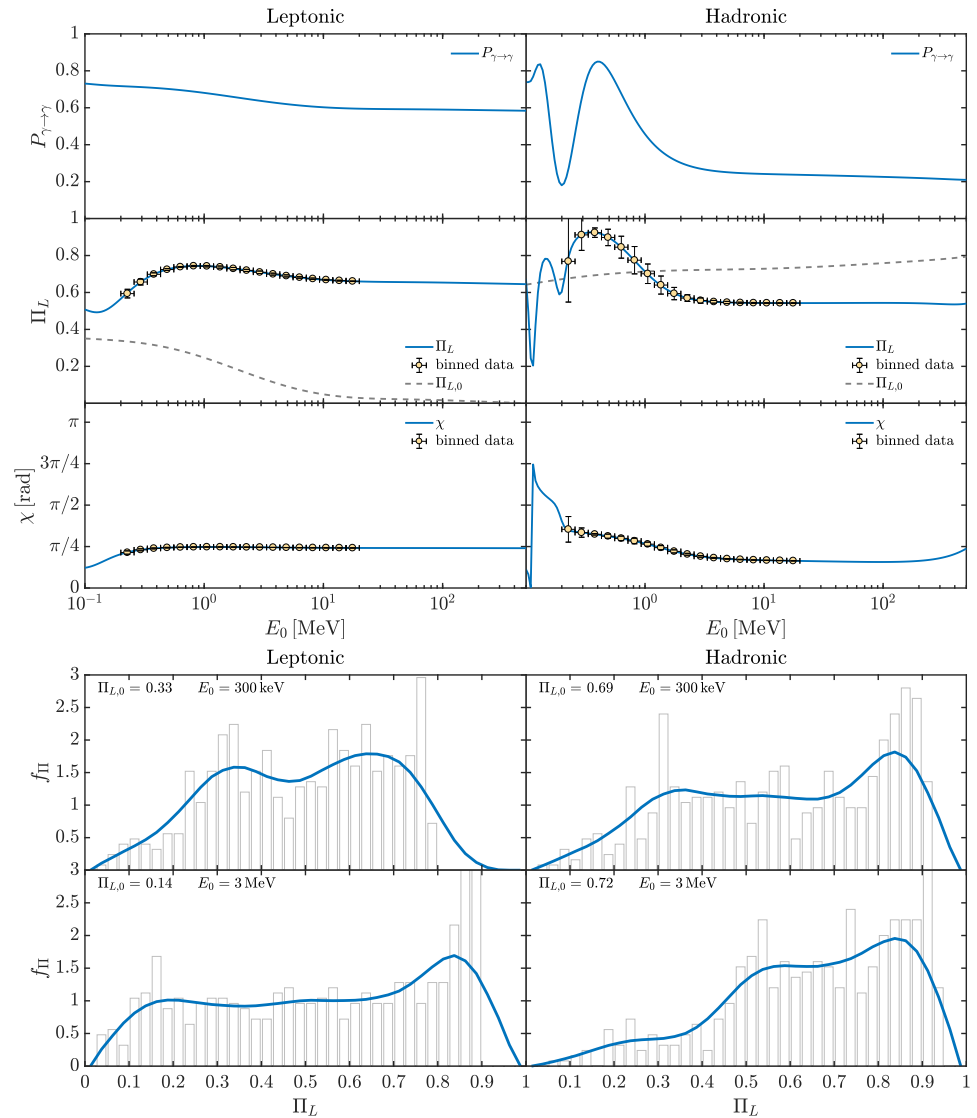 Leptonic Hadronic
1
0.8
0.6
0.4
0.2
P_{γ→γ}
P_{γ→γ}
P_{γ→γ}
1
0.8
0.6
0.4
0.2
Π_L
Π_L
binned data
Π_{L,0}
Π_L
binned data
Π_{L,0}
π
3π/4
π/2
π/4
0
χ [rad]
χ
binned data
χ
binned data
10^{-1} 10^0 10^1 10^2 10^0 10^1 10^2
E_0 [MeV] E_0 [MeV]
Leptonic Hadronic
Π_{L,0} = 0.33 E_0 = 300 keV
Π_{L,0} = 0.69 E_0 = 300 keV
3
2.5
2
1.5
1
0.5
f_Π
Π_{L,0} = 0.14 E_0 = 3 MeV
Π_{L,0} = 0.72 E_0 = 3 MeV
3
2.5
2
1.5
1
0.5
0
f_Π
0 0.1 0.2 0.3 0.4 0.5 0.6 0.7 0.8 0.9 1 0.1 0.2 0.3 0.4 0.5 0.6 0.7 0.8 0.9 1
Π_L Π_L